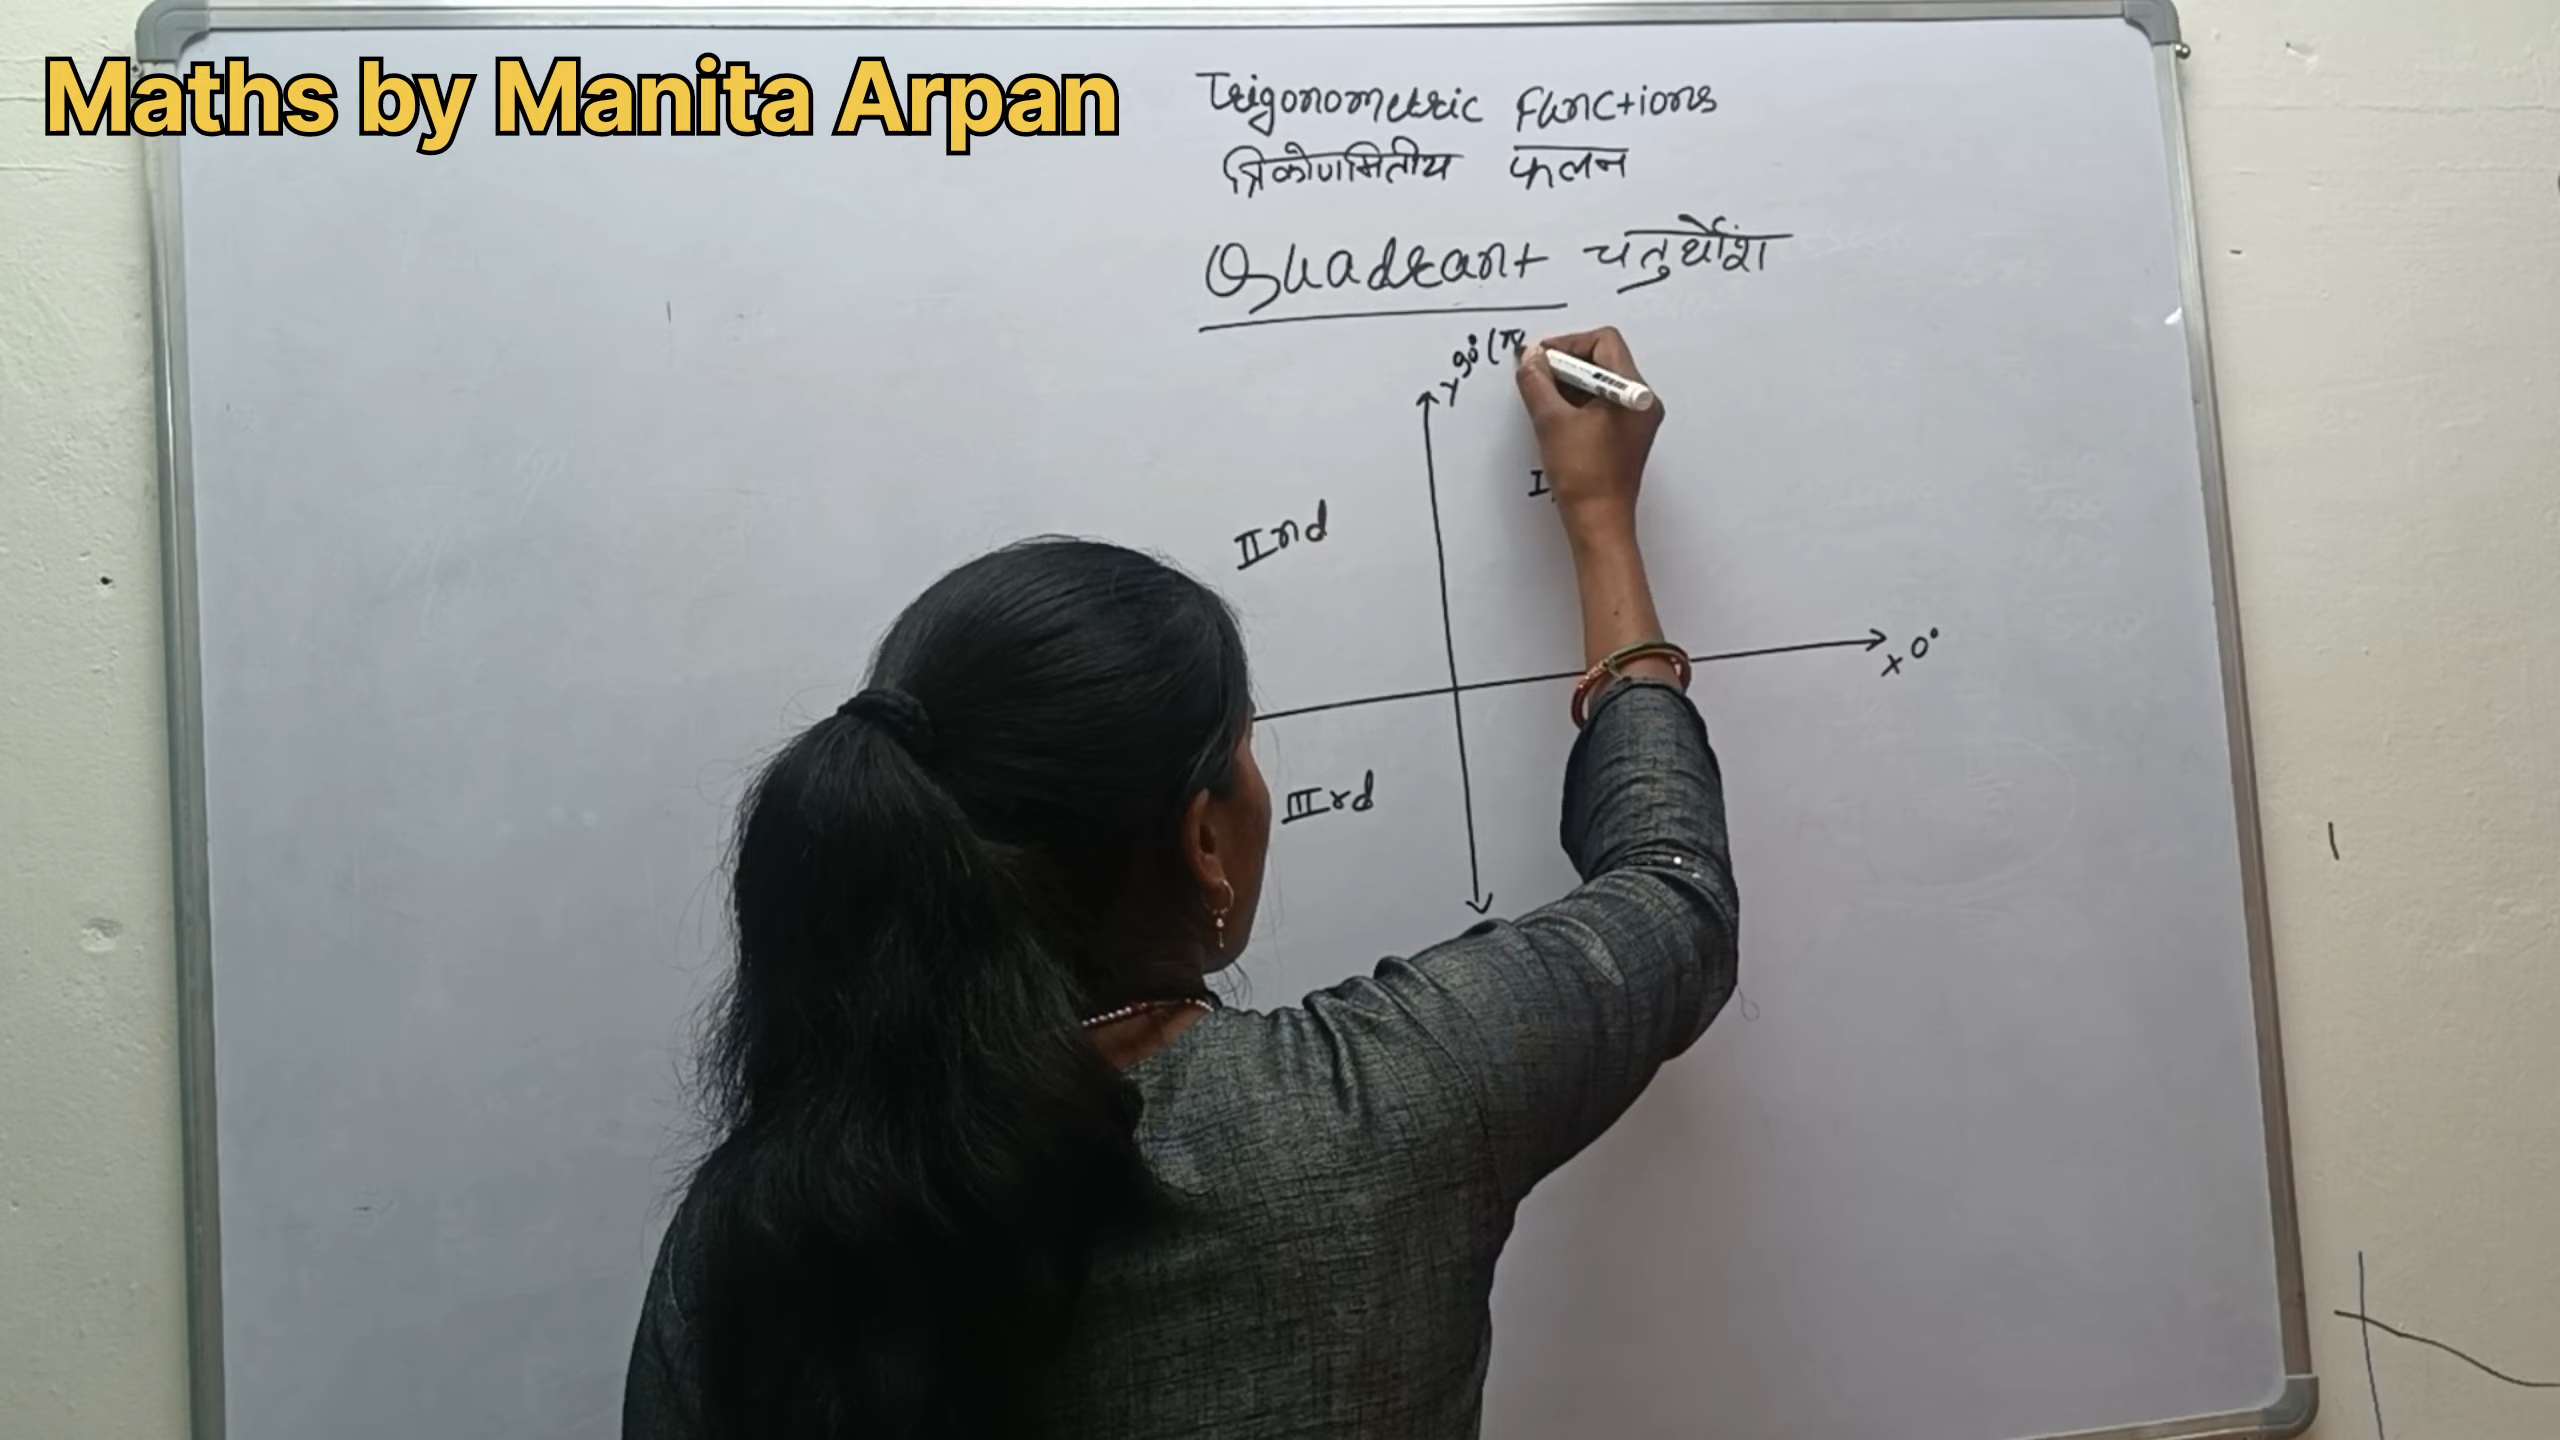 Maths by Manita Arpan
Trigonometric Functions
त्रिकोणमितीय फलन
Quadrant चतुर्थांश
90° (π
Y
I
IInd
X 0°
IIIrd